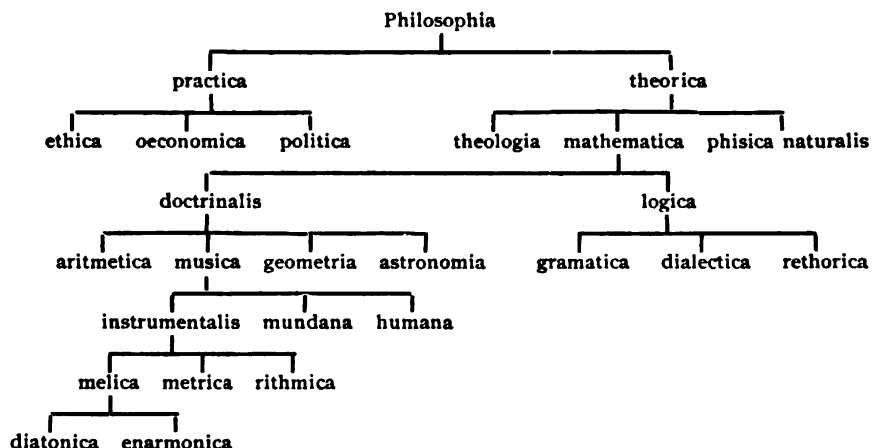 Philosophia
practica theorica
ethica oeconomica politica theologia mathematica phisica naturalis
doctrinalis logica
aritmetica musica geometria astronomia gramatica dialectica rethorica
instrumentalis mundana humana
melica metrica rithmica
diatonica enarmonica